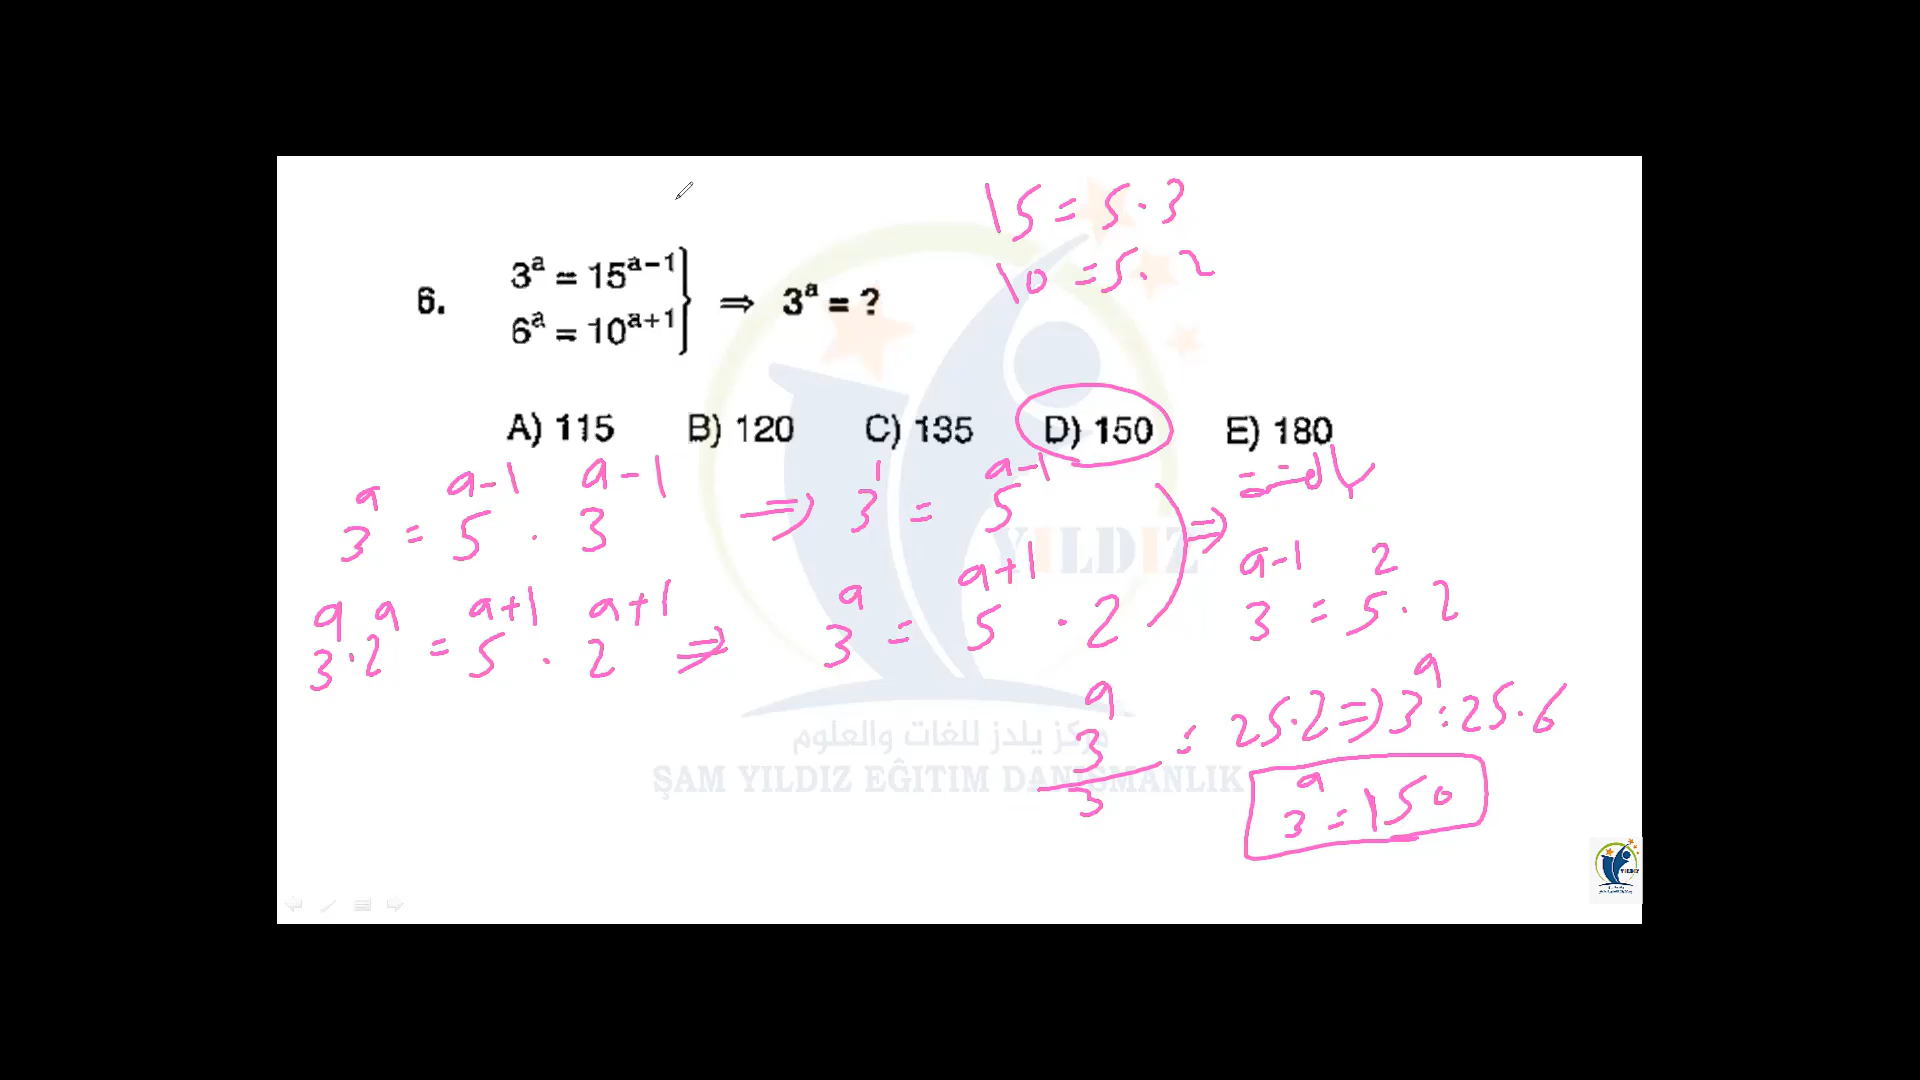 15 = 5 · 3
10 = 5 · 2
6. 3^a = 15^(a-1)
6^a = 10^(a+1)
} ⇒ 3^a = ?
A) 115 B) 120 C) 135 D) 150 E) 180
3^a = 5^(a-1) · 3^(a-1) ⇒ 3^1 = 5^(a-1)
3^a · 2^a = 5^(a+1) · 2^(a+1) ⇒ 3^a = 5^(a+1) · 2
) ⇒ بالقسمة
3^(a-1) = 5^2 · 2
3^a/3 = 25 · 2 ⇒ 3^a = 25 · 6
3^a = 150
YILDIZ
مركز يلدز للغات والعلوم
ŞAM YILDIZ EĞITIM DANIŞMANLIK
YILDIZ